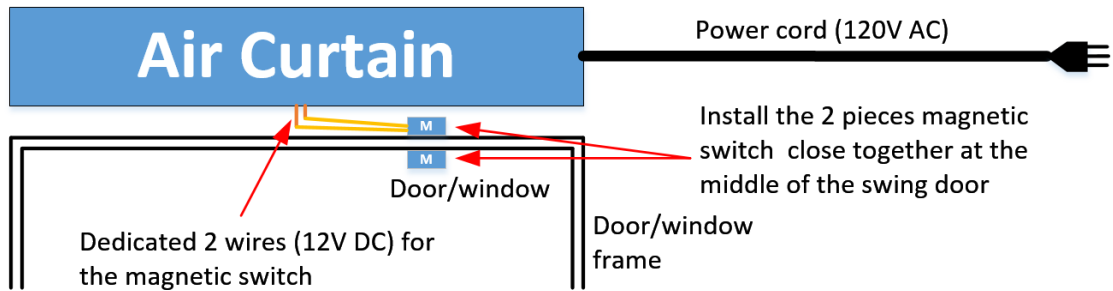 Air Curtain
Power cord (120V AC)
M
M
Install the 2 pieces magnetic
switch close together at the
middle of the swing door
Door/window
Door/window
frame
Dedicated 2 wires (12V DC) for
the magnetic switch